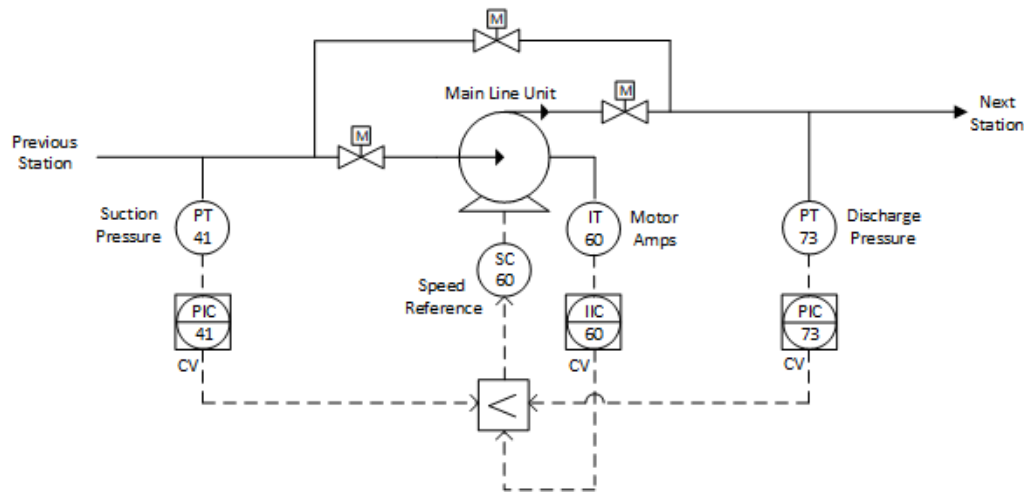 M
Main Line Unit
M
Next
Station
Previous
Station
M
Suction
Pressure
PT
41
IT
60
Motor
Amps
PT
73
Discharge
Pressure
SC
60
Speed
Reference
PIC
41
CV
IIC
60
CV
PIC
73
CV
<